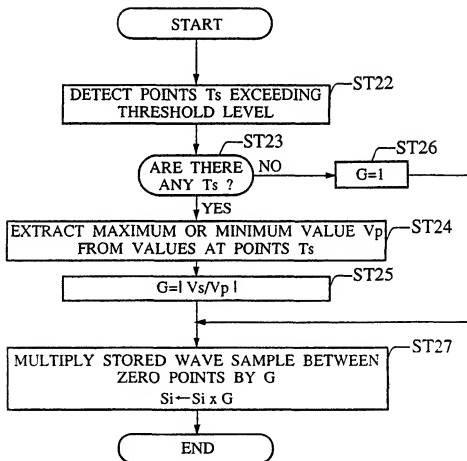 START
ST22
DETECT POINTS Ts EXCEEDING
THRESHOLD LEVEL
ST23
ARE THERE
ANY Ts ?
NO
ST26
G=1
YES
ST24
EXTRACT MAXIMUM OR MINIMUM VALUE Vp
FROM VALUES AT POINTS Ts
ST25
G=| Vs/Vp |
ST27
MULTIPLY STORED WAVE SAMPLE BETWEEN
ZERO POINTS BY G
Si←Si x G
END